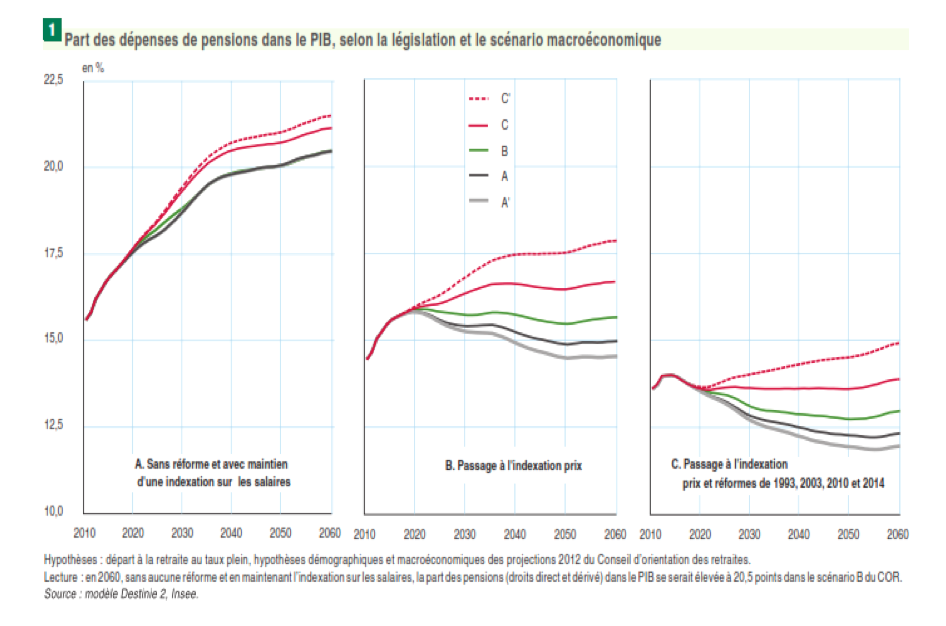 1 Part des dépenses de pensions dans le PIB, selon la législation et le scénario macroéconomique
en %
22,5
20,0
17,5
15,0
12,5
10,0
C'
C
B
A
A'
A. Sans réforme et avec maintien
d'une indexation sur les salaires
B. Passage à l'indexation prix
C. Passage à l'indexation
prix et réformes de 1993, 2003, 2010 et 2014
2010 2020 2030 2040 2050 2060 2010 2020 2030 2040 2050 2060 2010 2020 2030 2040 2050 2060
Hypothèses : départ à la retraite au taux plein, hypothèses démographiques et macroéconomiques des projections 2012 du Conseil d'orientation des retraites.
Lecture : en 2060, sans aucune réforme et en maintenant l'indexation sur les salaires, la part des pensions (droits direct et dérivé) dans le PIB se serait élevée à 20,5 points dans le scénario B du COR.
Source : modèle Destinie 2, Insee.